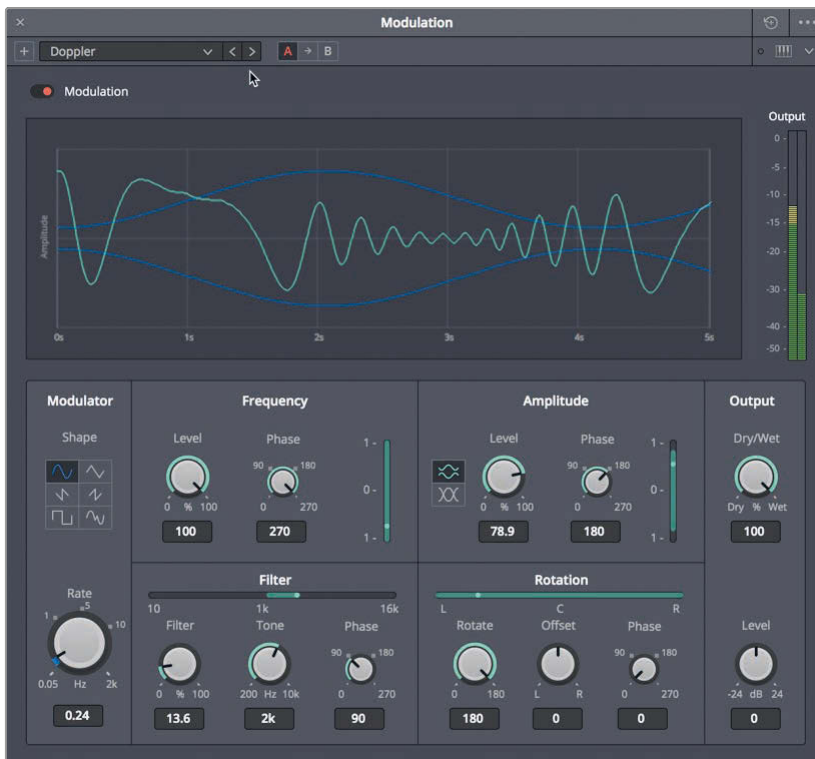 Modulation
+ Doppler < > A → B
Modulation
Output
Amplitude
0s 1s 2s 3s 4s 5s
0 -
-5 -
-10 -
-15 -
-20 -
-30 -
-40 -
-50 -
Modulator
Shape
Rate
1 5 10
0.05 Hz 2k
0.24
Frequency
Level Phase
90 180
0 % 100 0 270
100 270
1 -
0 -
1 -
Amplitude
Level Phase
90 180
0 % 100 0 270
78.9 180
1 -
0 -
1 -
Output
Dry/Wet
Dry % Wet
100
Filter
10 1k 16k
Filter Tone Phase
90 180
0 % 100 200 Hz 10k 0 270
13.6 2k 90
Rotation
L C R
Rotate Offset Phase
90 180
0 180 L R 0 270
180 0 0
Level
-24 dB 24
0